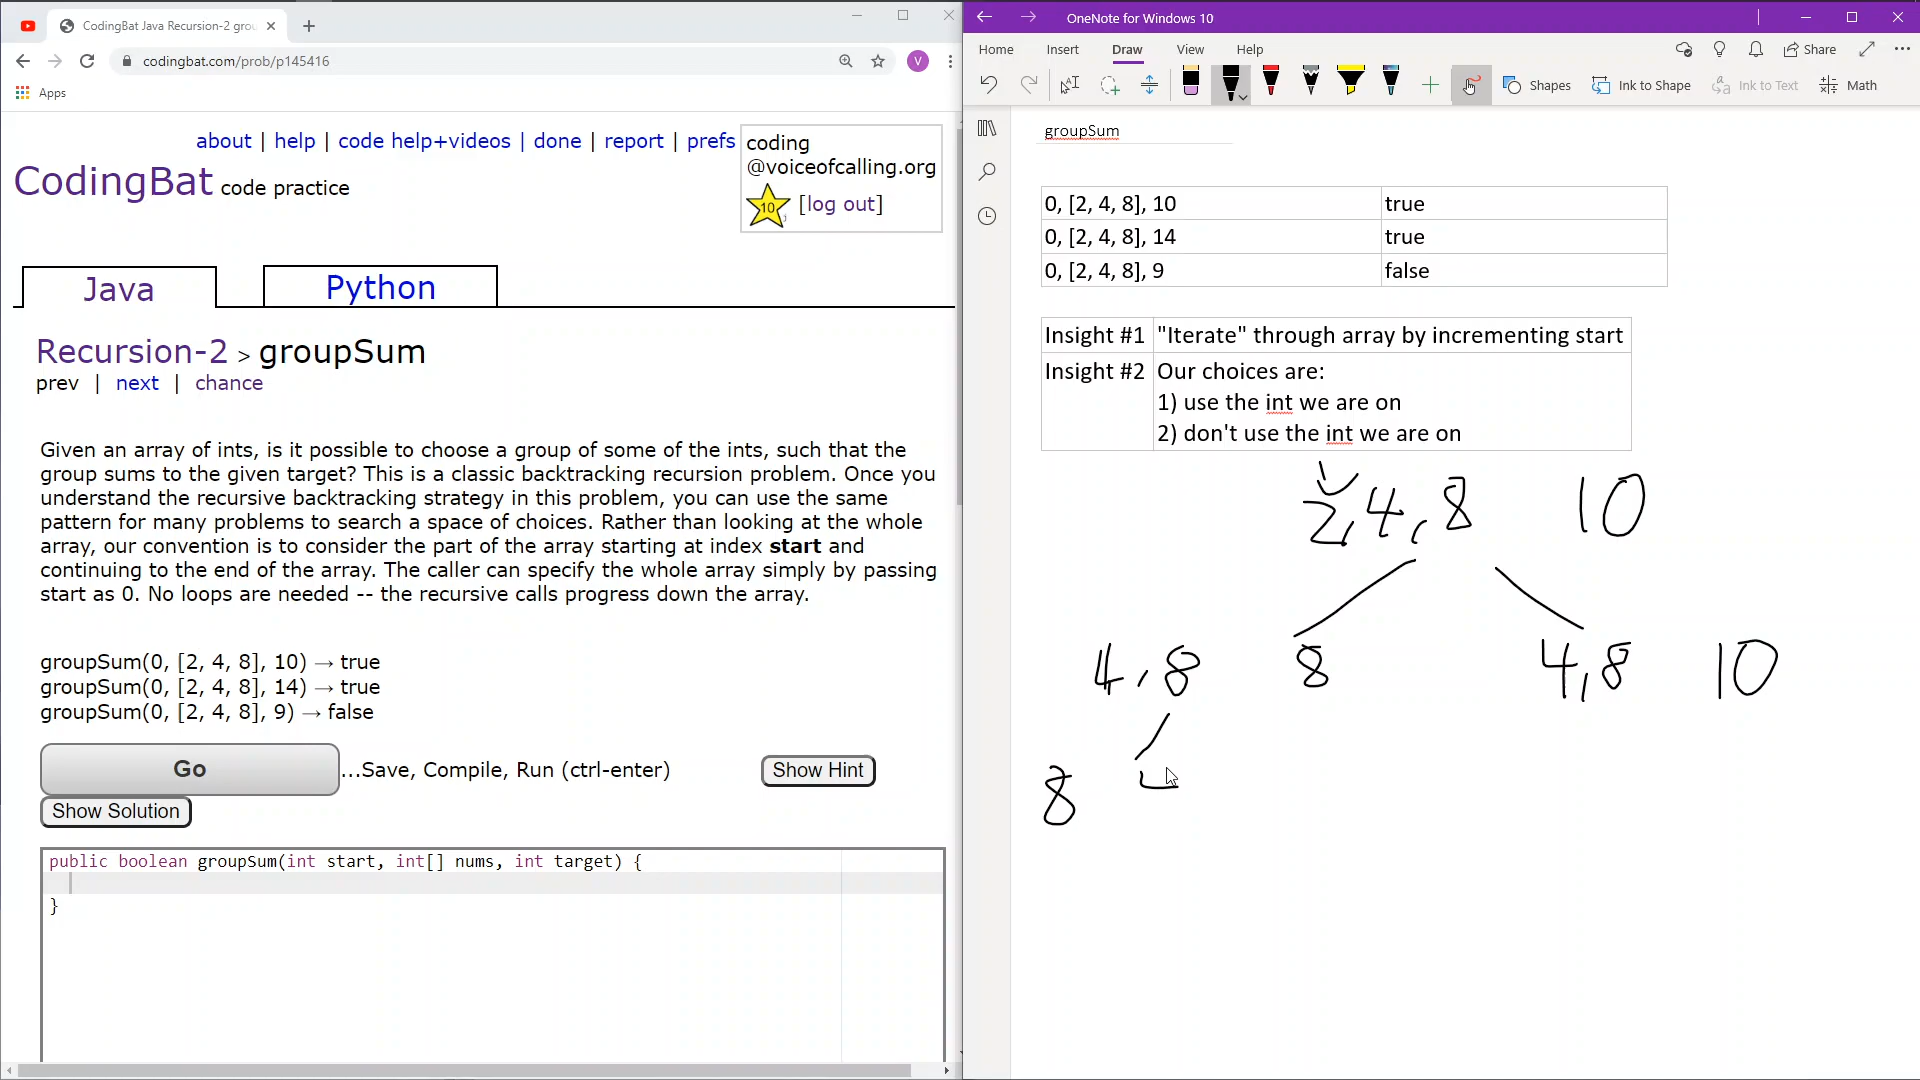 CodingBat Java Recursion-2 grou
codingbat.com/prob/p145416
V
Apps
about | help | code help+videos | done | report | prefs
CodingBat code practice
coding
@voiceofcalling.org
10
[log out]
Java
Python
Recursion-2 > groupSum
prev | next | chance
Given an array of ints, is it possible to choose a group of some of the ints, such that the
group sums to the given target? This is a classic backtracking recursion problem. Once you
understand the recursive backtracking strategy in this problem, you can use the same
pattern for many problems to search a space of choices. Rather than looking at the whole
array, our convention is to consider the part of the array starting at index start and
continuing to the end of the array. The caller can specify the whole array simply by passing
start as 0. No loops are needed -- the recursive calls progress down the array.
groupSum(0, [2, 4, 8], 10) → true
groupSum(0, [2, 4, 8], 14) → true
groupSum(0, [2, 4, 8], 9) → false
Go
...Save, Compile, Run (ctrl-enter)
Show Hint
Show Solution
public boolean groupSum(int start, int[] nums, int target) {
}
OneNote for Windows 10
Home Insert Draw View Help
Share
Shapes
Ink to Shape
Ink to Text
Math
groupSum
0, [2, 4, 8], 10 true
0, [2, 4, 8], 14 true
0, [2, 4, 8], 9 false
Insight #1 "Iterate" through array by incrementing start
Insight #2 Our choices are:
1) use the int we are on
2) don't use the int we are on
2, 4, 8 10
4, 8 8 4, 8 10
8